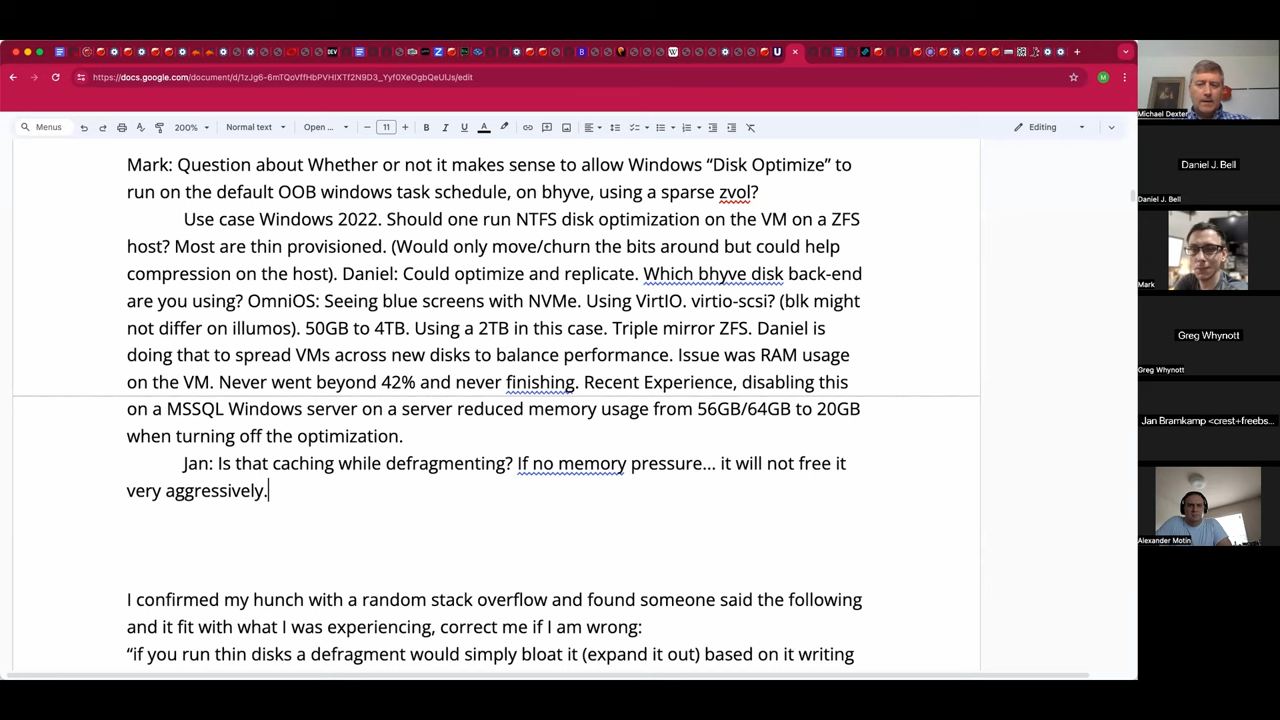 https://docs.google.com/document/d/1zJg6-6mTQoVffHbPVHIXTf2N9D3_Yyf0XeOgbQeUIJs/edit
Menus
200%
Normal text
Open ...
11
Editing
Mark: Question about Whether or not it makes sense to allow Windows “Disk Optimize” to
run on the default OOB windows task schedule, on bhyve, using a sparse zvol?
Use case Windows 2022. Should one run NTFS disk optimization on the VM on a ZFS
host? Most are thin provisioned. (Would only move/churn the bits around but could help
compression on the host). Daniel: Could optimize and replicate. Which bhyve disk back-end
are you using? OmniOS: Seeing blue screens with NVMe. Using VirtIO. virtio-scsi? (blk might
not differ on illumos). 50GB to 4TB. Using a 2TB in this case. Triple mirror ZFS. Daniel is
doing that to spread VMs across new disks to balance performance. Issue was RAM usage
on the VM. Never went beyond 42% and never finishing. Recent Experience, disabling this
on a MSSQL Windows server on a server reduced memory usage from 56GB/64GB to 20GB
when turning off the optimization.
Jan: Is that caching while defragmenting? If no memory pressure... it will not free it
very aggressively.
I confirmed my hunch with a random stack overflow and found someone said the following
and it fit with what I was experiencing, correct me if I am wrong:
“if you run thin disks a defragment would simply bloat it (expand it out) based on it writing
Michael Dexter
Daniel J. Bell
Daniel J. Bell
Mark
Greg Whynott
Greg Whynott
Jan Bramkamp <crest+freebs...
Alexander Motin